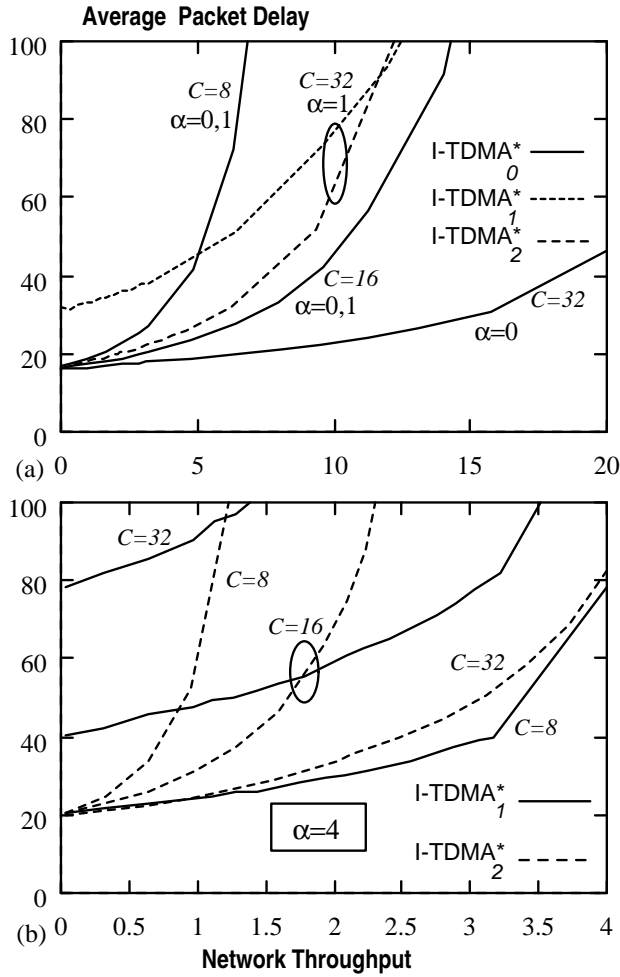 Average Packet Delay
100
80
60
40
20
0
C=8
α=0,1
C=32
α=1
I-TDMA*0
I-TDMA*1
I-TDMA*2
C=16
α=0,1
C=32
α=0
(a)
0 5 10 15 20
100
80
60
40
20
0
C=32
C=8
C=16
C=32
C=8
α=4
I-TDMA*1
I-TDMA*2
(b)
0 0.5 1 1.5 2 2.5 3 3.5 4
Network Throughput